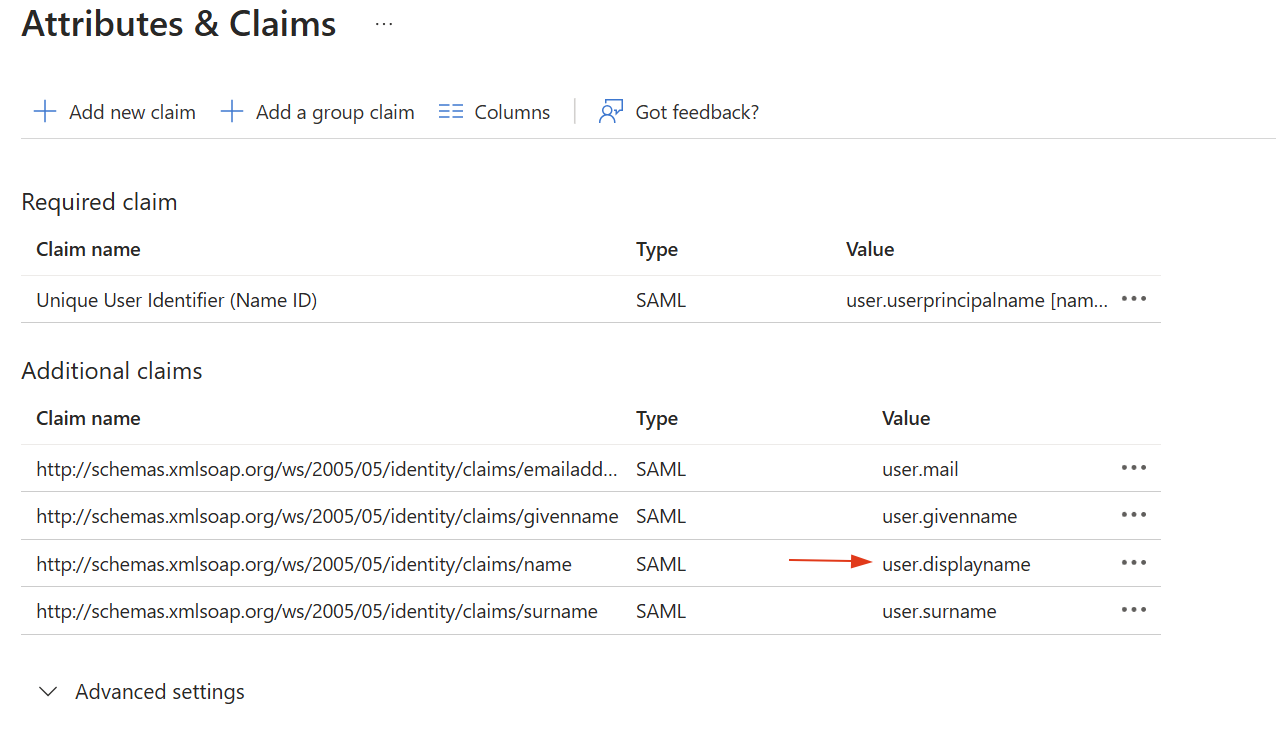 Attributes & Claims ...
Add new claim Add a group claim Columns Got feedback?
Required claim
Claim name Type Value
Unique User Identifier (Name ID) SAML user.userprincipalname [nam...
Additional claims
Claim name Type Value
http://schemas.xmlsoap.org/ws/2005/05/identity/claims/emailadd... SAML user.mail
http://schemas.xmlsoap.org/ws/2005/05/identity/claims/givenname SAML user.givenname
http://schemas.xmlsoap.org/ws/2005/05/identity/claims/name SAML user.displayname
http://schemas.xmlsoap.org/ws/2005/05/identity/claims/surname SAML user.surname
Advanced settings